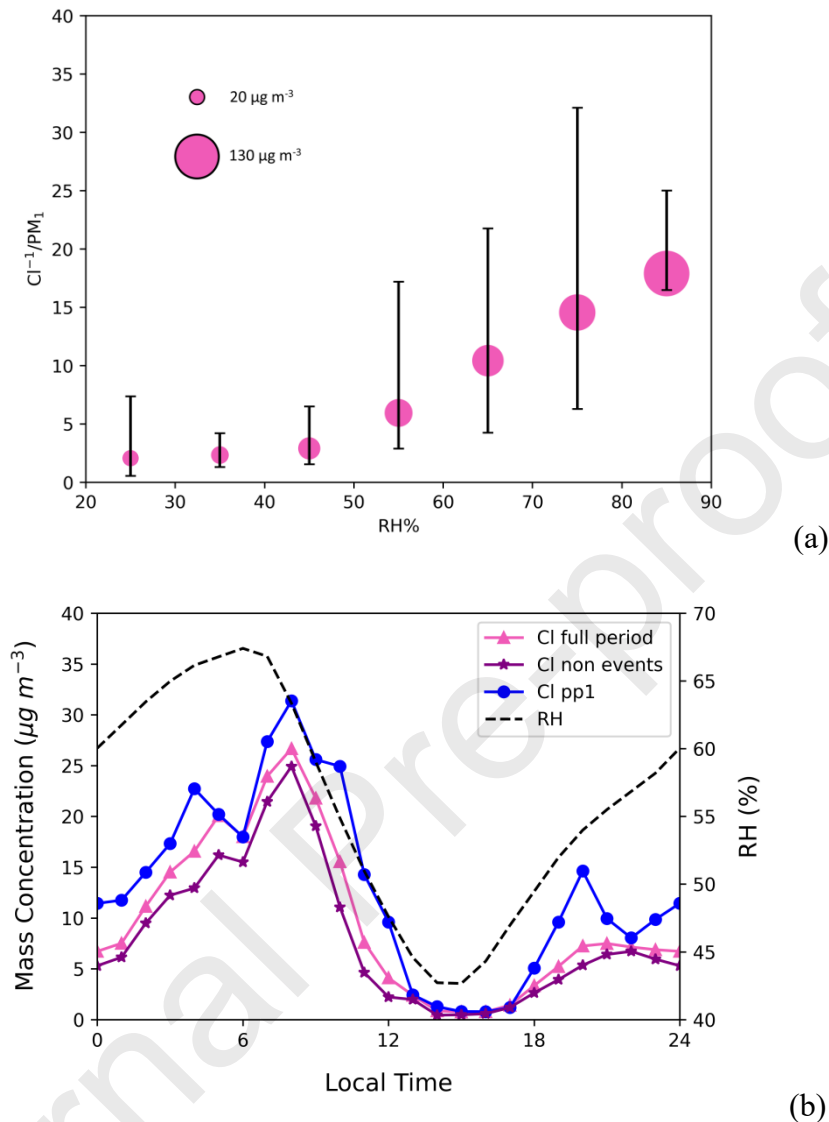 40
35
30
25
20
15
10
5
0
Cl⁻¹/PM₁
20 µg m⁻³
130 µg m⁻³
20 30 40 50 60 70 80 90
RH%
(a)
40
35
30
25
20
15
10
5
0
Mass Concentration (µg m⁻³)
Cl full period
Cl non events
Cl pp1
RH
70
65
60
55
50
45
40
RH (%)
0 6 12 18 24
Local Time
(b)
rnal Pre-proof